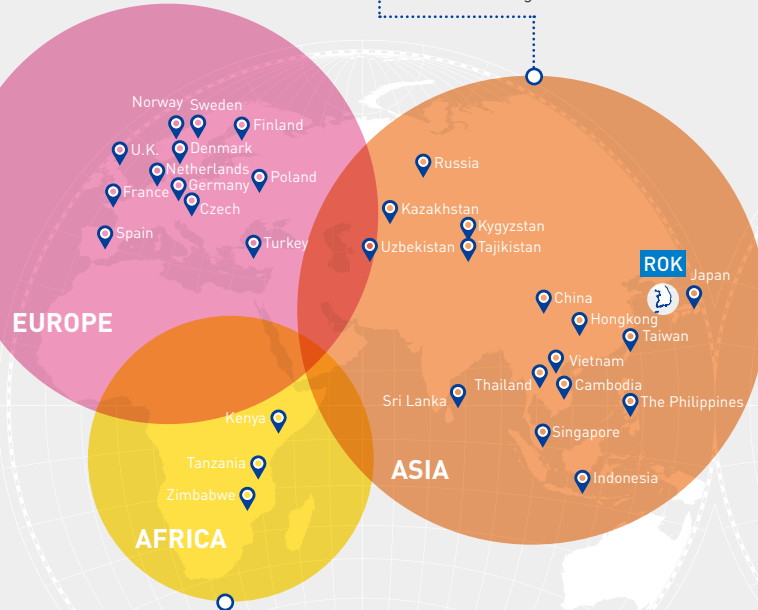 Norway
Sweden
Finland
U.K.
Denmark
Netherlands
Poland
Germany
France
Czech
Spain
Turkey
EUROPE
Russia
Kazakhstan
Kygyzstan
Uzbekistan
Tajikistan
ROK
Japan
China
Hongkong
Taiwan
Vietnam
Thailand
Cambodia
Sri Lanka
The Philippines
Singapore
ASIA
Indonesia
Kenya
Tanzania
Zimbabwe
AFRICA